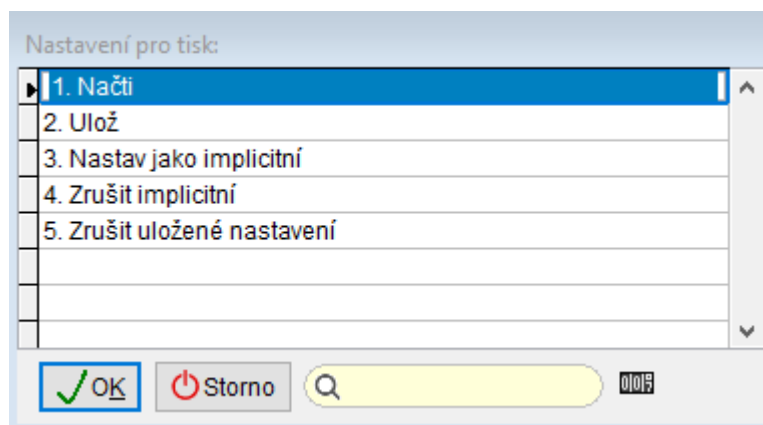 Nastavení pro tisk:
1. Načti
2. Ulož
3. Nastav jako implicitní
4. Zrušit implicitní
5. Zrušit uložené nastavení
OK Storno